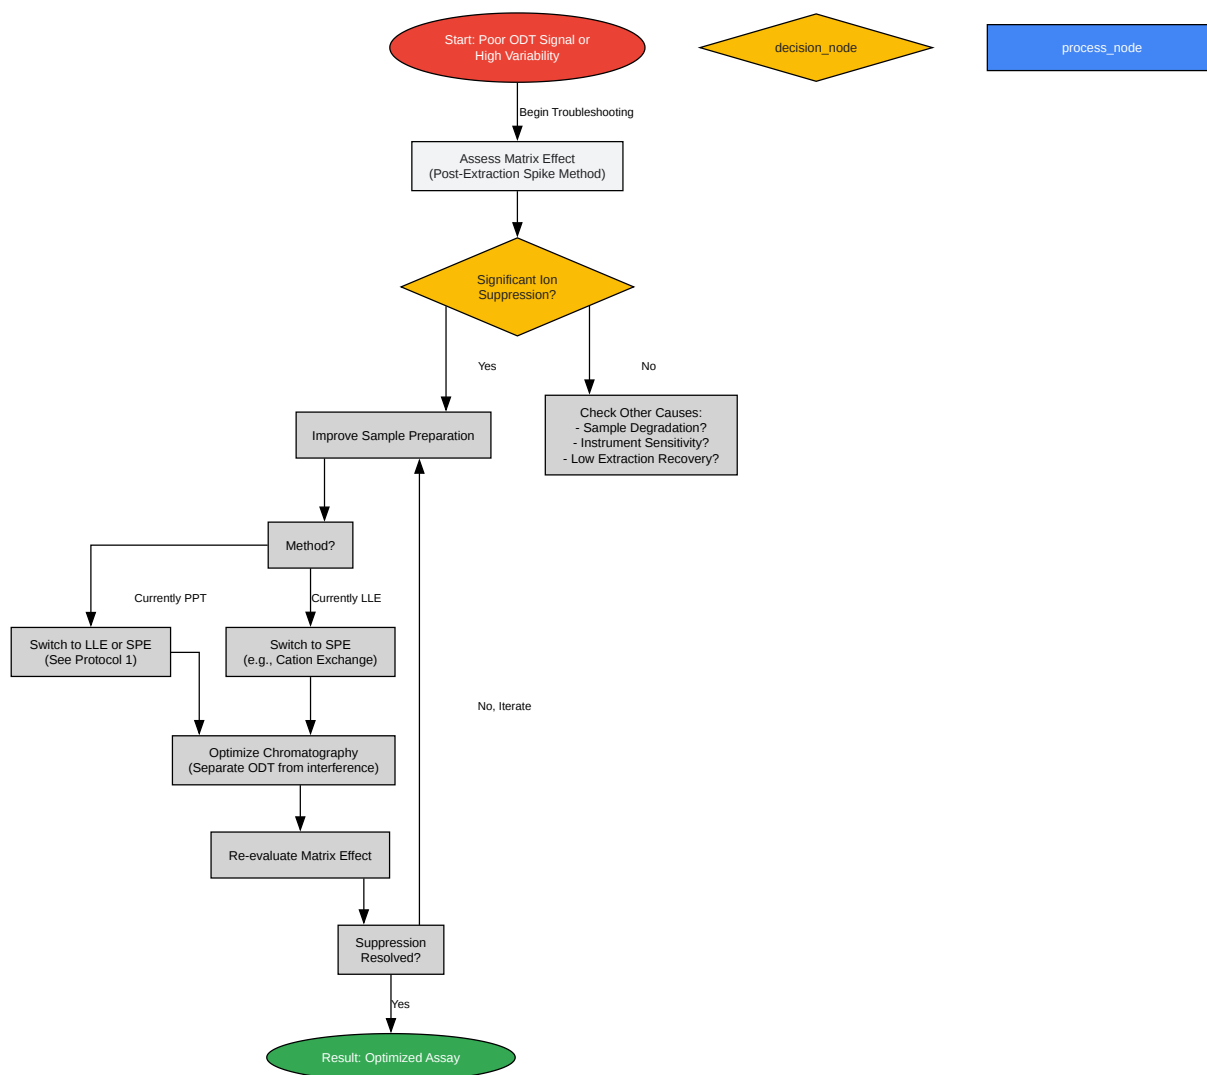 Start: Poor ODT Signal or
High Variability
decision_node
process_node
Begin Troubleshooting
Assess Matrix Effect
(Post-Extraction Spike Method)
Significant Ion
Suppression?
Yes
No
Check Other Causes:
- Sample Degradation?
- Instrument Sensitivity?
- Low Extraction Recovery?
Improve Sample Preparation
Method?
Currently PPT
Currently LLE
Switch to LLE or SPE
(See Protocol 1)
Switch to SPE
(e.g., Cation Exchange)
No, Iterate
Optimize Chromatography
(Separate ODT from interference)
Re-evaluate Matrix Effect
Suppression
Resolved?
Yes
Result: Optimized Assay